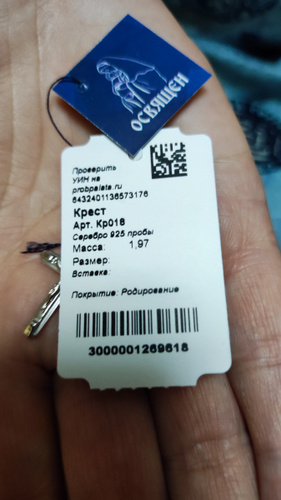 ОСВЯЩЕН
Проверить
УИН на
probpalata.ru
6432401136573176
Крест
Арт. Кр018
Серебро 925 пробы
Масса: 1,97
Размер:
Вставка:
Покрытие: Родирование
3000001269618